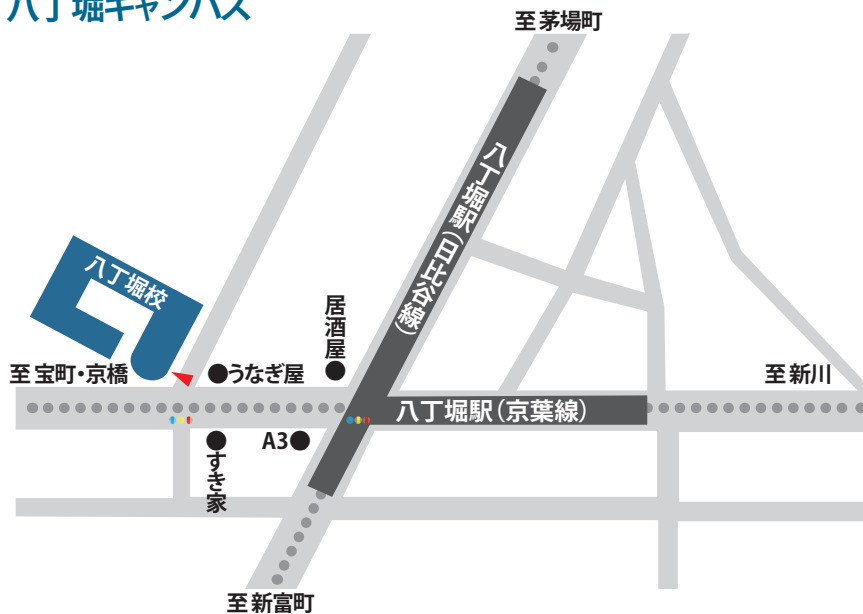 八丁堀キャンパス
至茅場町
八丁堀駅(日比谷線)
八丁堀校
居酒屋
至宝町・京橋
うなぎ屋
至新川
八丁堀駅(京葉線)
A3
すき家
至新富町